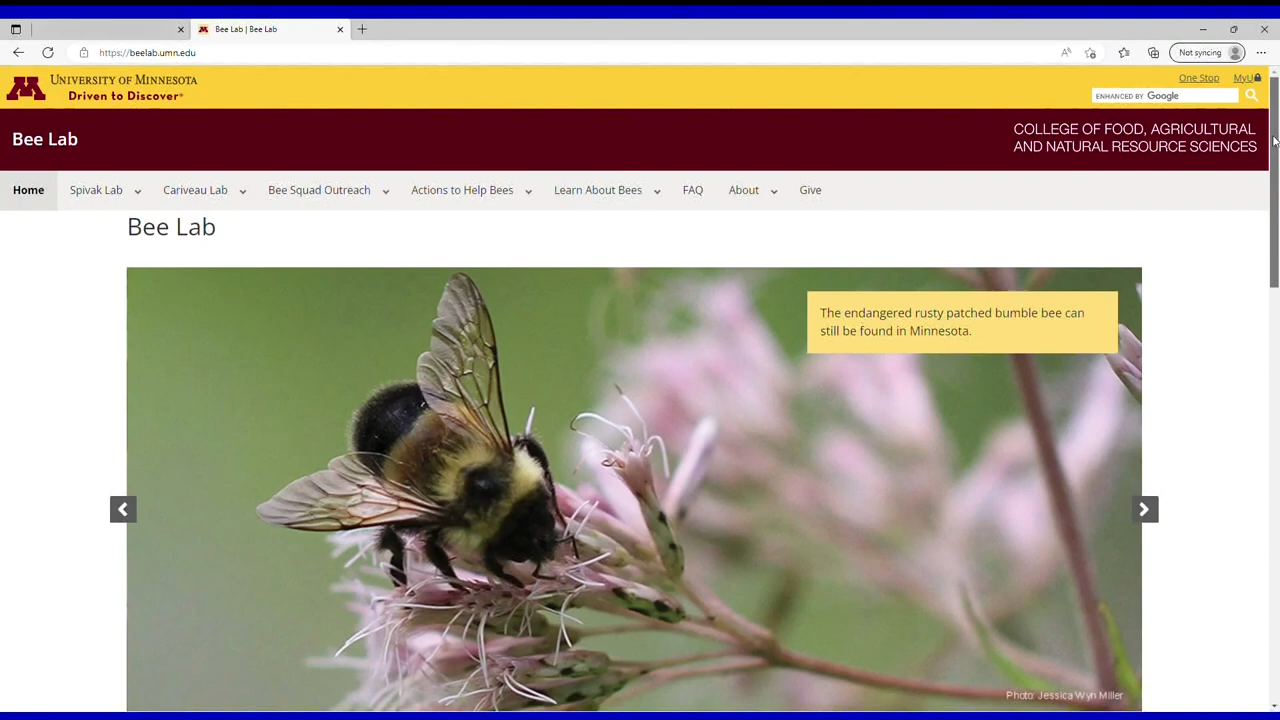 Bee Lab | Bee Lab
https://beelab.umn.edu
Not syncing
UNIVERSITY OF MINNESOTA
Driven to Discover®
One Stop
MyU
ENHANCED BY Google
Bee Lab
COLLEGE OF FOOD, AGRICULTURAL
AND NATURAL RESOURCE SCIENCES
Home
Spivak Lab
Cariveau Lab
Bee Squad Outreach
Actions to Help Bees
Learn About Bees
FAQ
About
Give
Bee Lab
The endangered rusty patched bumble bee can
still be found in Minnesota.
Photo: Jessica Wyn Miller